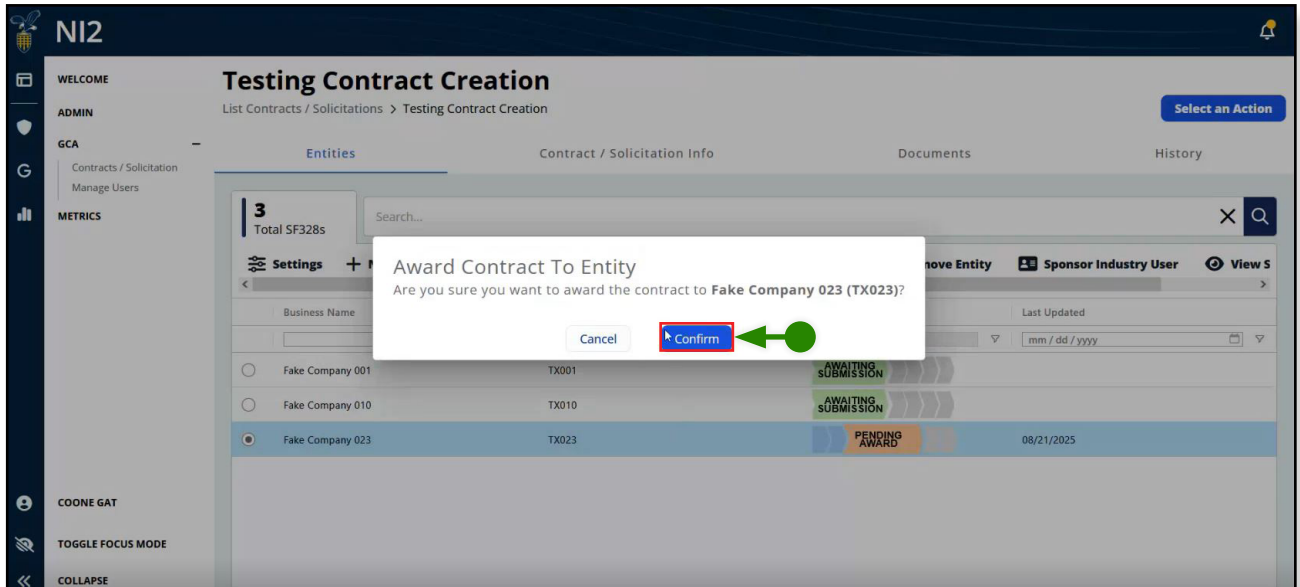 NI2
WELCOME
ADMIN
GCA
Contracts / Solicitation
Manage Users
METRICS
COONE GAT
TOGGLE FOCUS MODE
COLLAPSE
G
Testing Contract Creation
List Contracts / Solicitations > Testing Contract Creation
Select an Action
Entities Contract / Solicitation Info Documents History
3
Total SF328s
Search...
Settings + nove Entity Sponsor Industry User View S
Award Contract To Entity
Are you sure you want to award the contract to Fake Company 023 (TX023)?
Cancel Confirm
Business Name Last Updated
mm / dd / yyyy
Fake Company 001 TX001 AWAITING SUBMISSION
Fake Company 010 TX010 AWAITING SUBMISSION
Fake Company 023 TX023 PENDING AWARD 08/21/2025